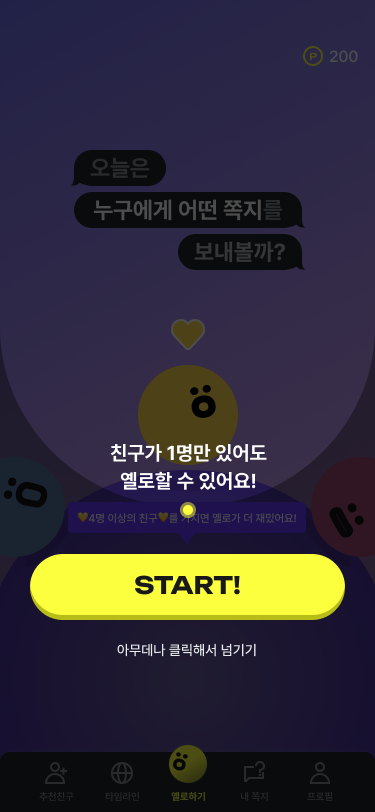 P 200
오늘은
누구에게 어떤 쪽지를
보내볼까?
친구가 1명만 있어도
옐로할 수 있어요!
💛4명 이상의 친구💛를 가지면 옐로가 더 재밌어요!
START!
아무데나 클릭해서 넘기기
추천친구 타임라인 옐로하기 내 쪽지 프로필